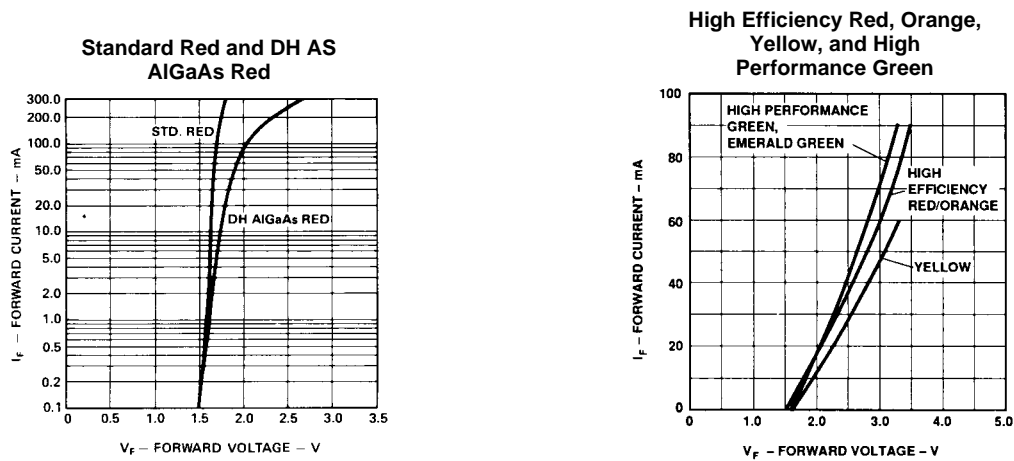 Standard Red and DH AS
AlGaAs Red
300.0
200.0
100.0
50.0
20.0
10.0
5.0
2.0
1.0
0.5
0.2
0.1
STD. RED
DH AlGaAs RED
0 0.5 1.0 1.5 2.0 2.5 3.0 3.5
IF – FORWARD CURRENT – mA
VF – FORWARD VOLTAGE – V
High Efficiency Red, Orange,
Yellow, and High
Performance Green
100
80
60
40
20
0
HIGH PERFORMANCE
GREEN,
EMERALD GREEN
HIGH
EFFICIENCY
RED/ORANGE
YELLOW
0 1.0 2.0 3.0 4.0 5.0
IF – FORWARD CURRENT – mA
VF – FORWARD VOLTAGE – V